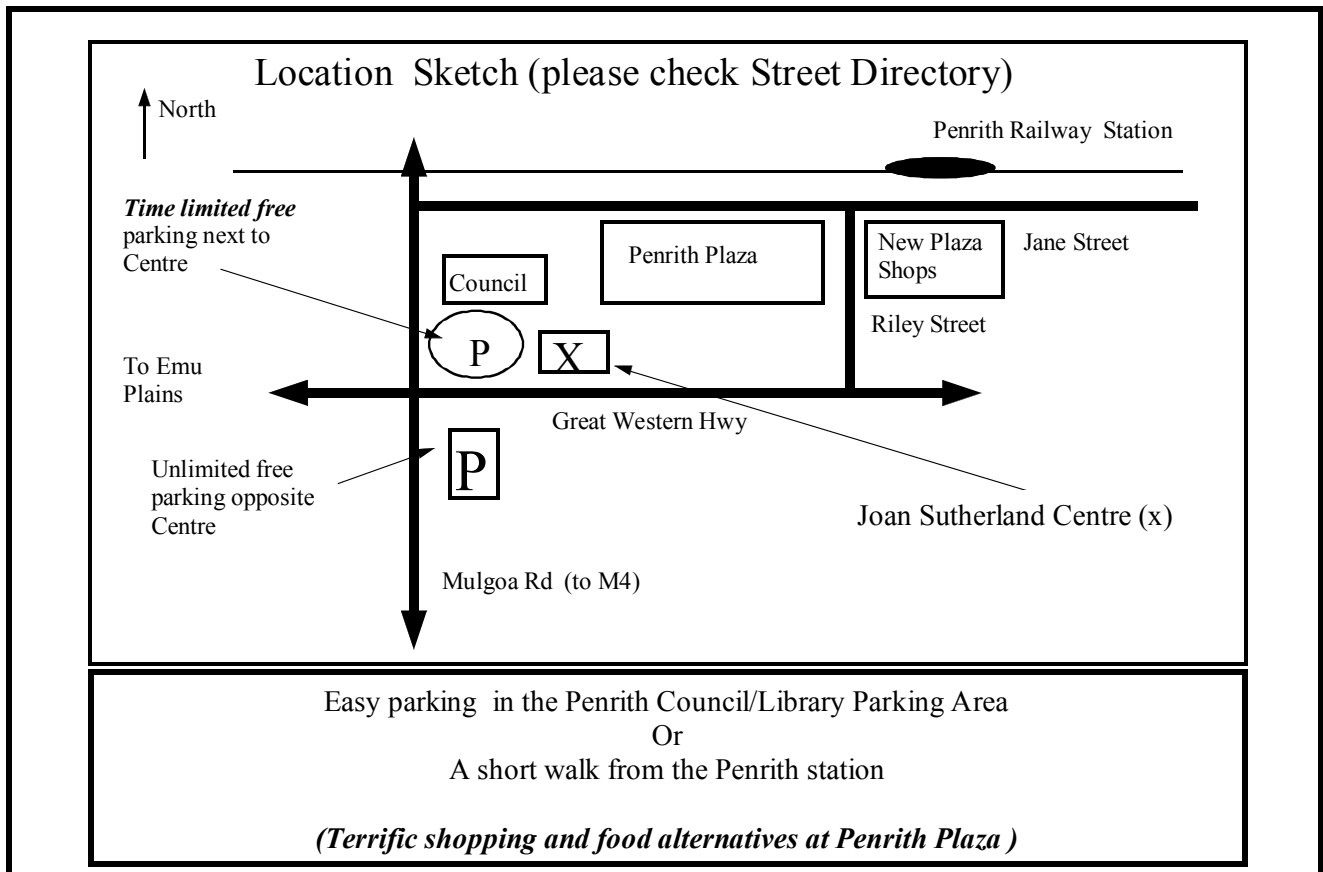 Location Sketch (please check Street Directory)
North
Penrith Railway Station
Time limited free
parking next to
Centre
Council
Penrith Plaza
New Plaza
Shops
Jane Street
Riley Street
P
X
To Emu
Plains
Great Western Hwy
Unlimited free
parking opposite
Centre
P
Joan Sutherland Centre (x)
Mulgoa Rd (to M4)
Easy parking in the Penrith Council/Library Parking Area
Or
A short walk from the Penrith station
(Terrific shopping and food alternatives at Penrith Plaza )